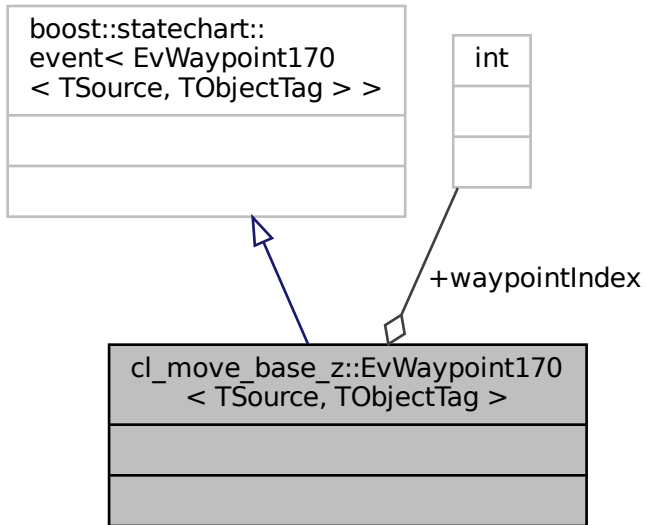 boost::statechart::
event< EvWaypoint170
< TSource, TObjectTag > >
int
+waypointIndex
cl_move_base_z::EvWaypoint170
< TSource, TObjectTag >